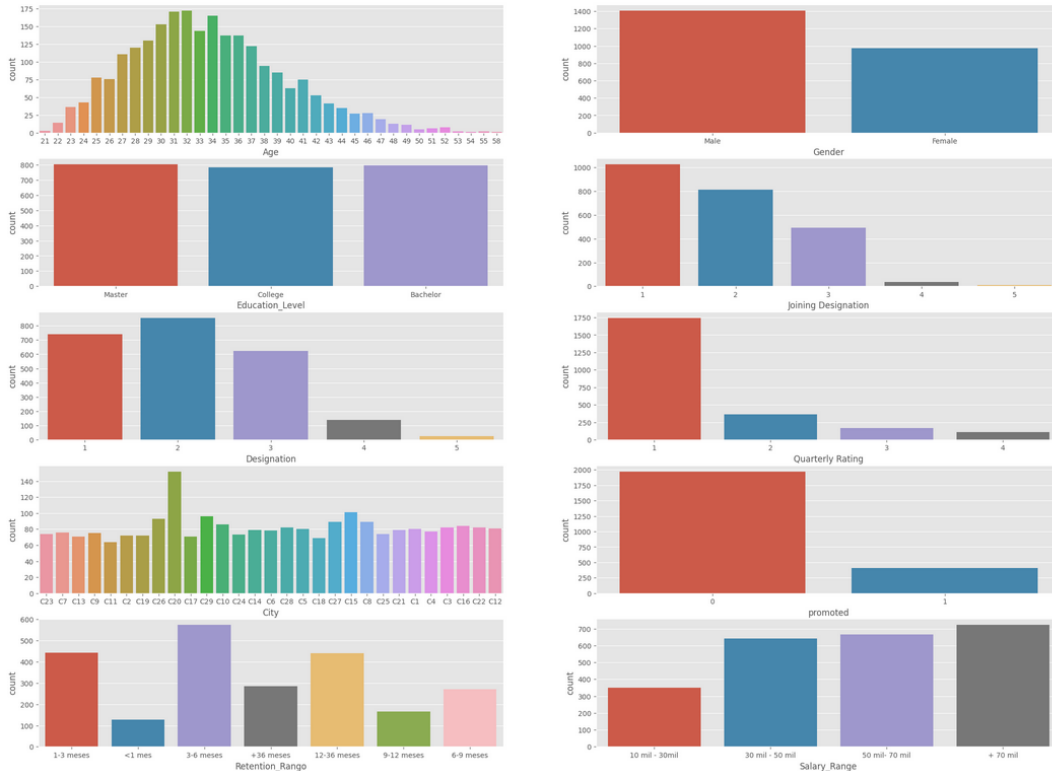 175
150
125
100
75
50
25
0
count
21 22 23 24 25 26 27 28 29 30 31 32 33 34 35 36 37 38 39 40 41 42 43 44 45 46 47 48 49 50 51 52 53 54 55 58
Age
1400
1200
1000
800
600
400
200
0
count
Male Female
Gender
800
700
600
500
400
300
200
100
0
count
Master College Bachelor
Education_Level
1000
800
600
400
200
0
count
1 2 3 4 5
Joining Designation
800
700
600
500
400
300
200
100
0
count
1 2 3 4 5
Designation
1750
1500
1250
1000
750
500
250
0
count
1 2 3 4
Quarterly Rating
140
120
100
80
60
40
20
0
count
C23 C7 C13 C9 C11 C2 C19 C26 C20 C17 C29 C10 C24 C14 C6 C28 C5 C18 C27 C15 C8 C25 C21 C1 C4 C3 C16 C22 C12
City
2000
1750
1500
1250
1000
750
500
250
0
count
0 1
promoted
600
500
400
300
200
100
0
count
1-3 meses <1 mes 3-6 meses +36 meses 12-36 meses 9-12 meses 6-9 meses
Retention_Rango
700
600
500
400
300
200
100
0
count
10 mil - 30mil 30 mil - 50 mil 50 mil- 70 mil + 70 mil
Salary_Range